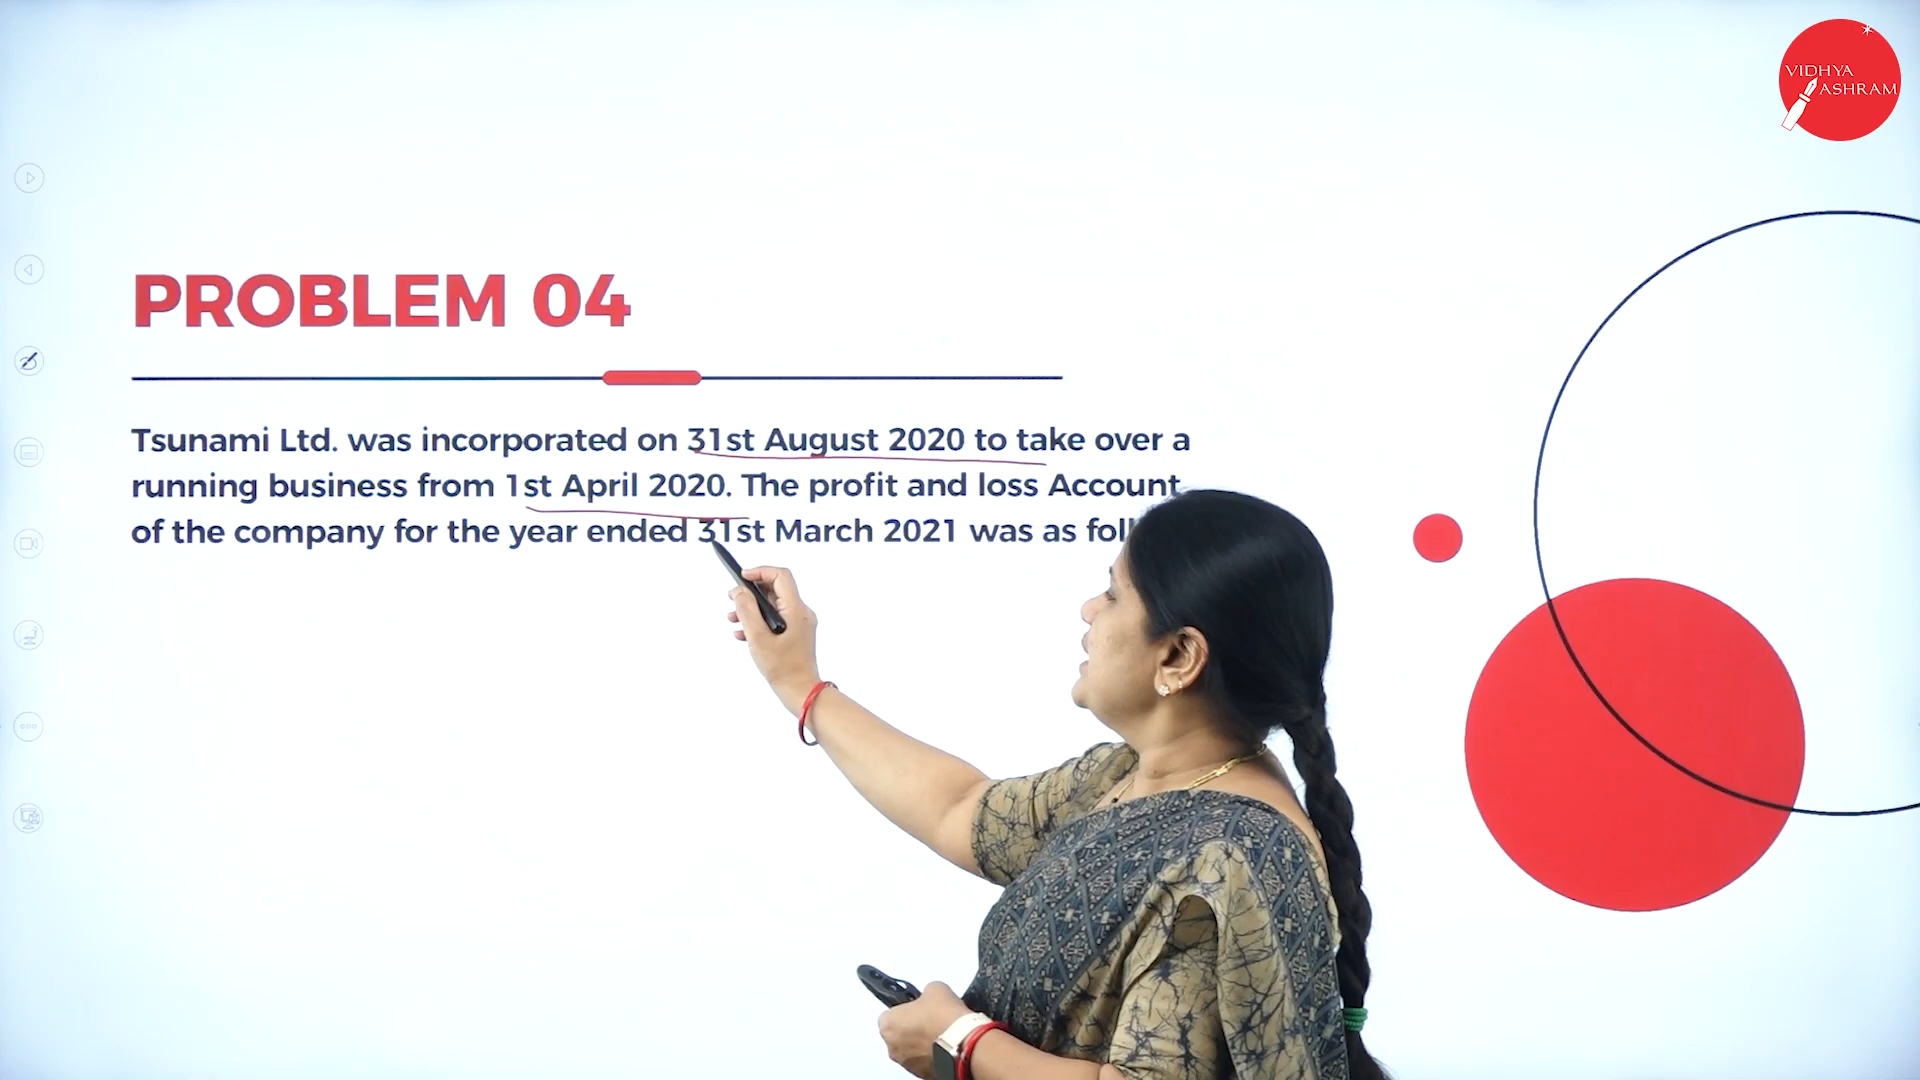 VIDHYA
ASHRAM
PROBLEM 04
Tsunami Ltd. was incorporated on 31st August 2020 to take over a
running business from 1st April 2020. The profit and loss Account
of the company for the year ended 31st March 2021 was as